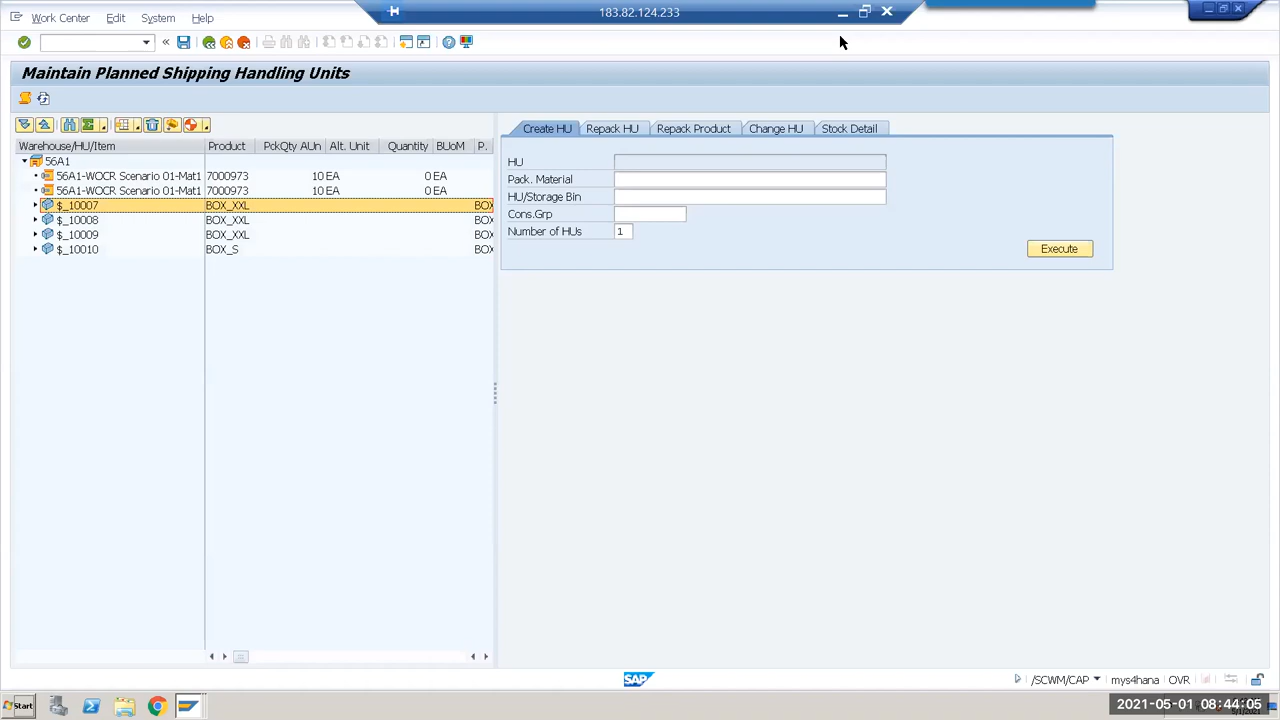 183.82.124.233
Work Center Edit System Help
Maintain Planned Shipping Handling Units
Warehouse/HU/Item Product PckQty AUn Alt. Unit Quantity BUoM P.
56A1
56A1-WOCR Scenario 01-Mat1 7000973 10 EA 0 EA
56A1-WOCR Scenario 01-Mat1 7000973 10 EA 0 EA
$_10007 BOX_XXL BOX
$_10008 BOX_XXL BOX
$_10009 BOX_XXL BOX
$_10010 BOX_S BOX
Create HU Repack HU Repack Product Change HU Stock Detail
HU
Pack. Material
HU/Storage Bin
Cons.Grp
Number of HUs 1
Execute
SAP
/SCWM/CAP mys4hana OVR
Start
2021-05-01 08:44:05